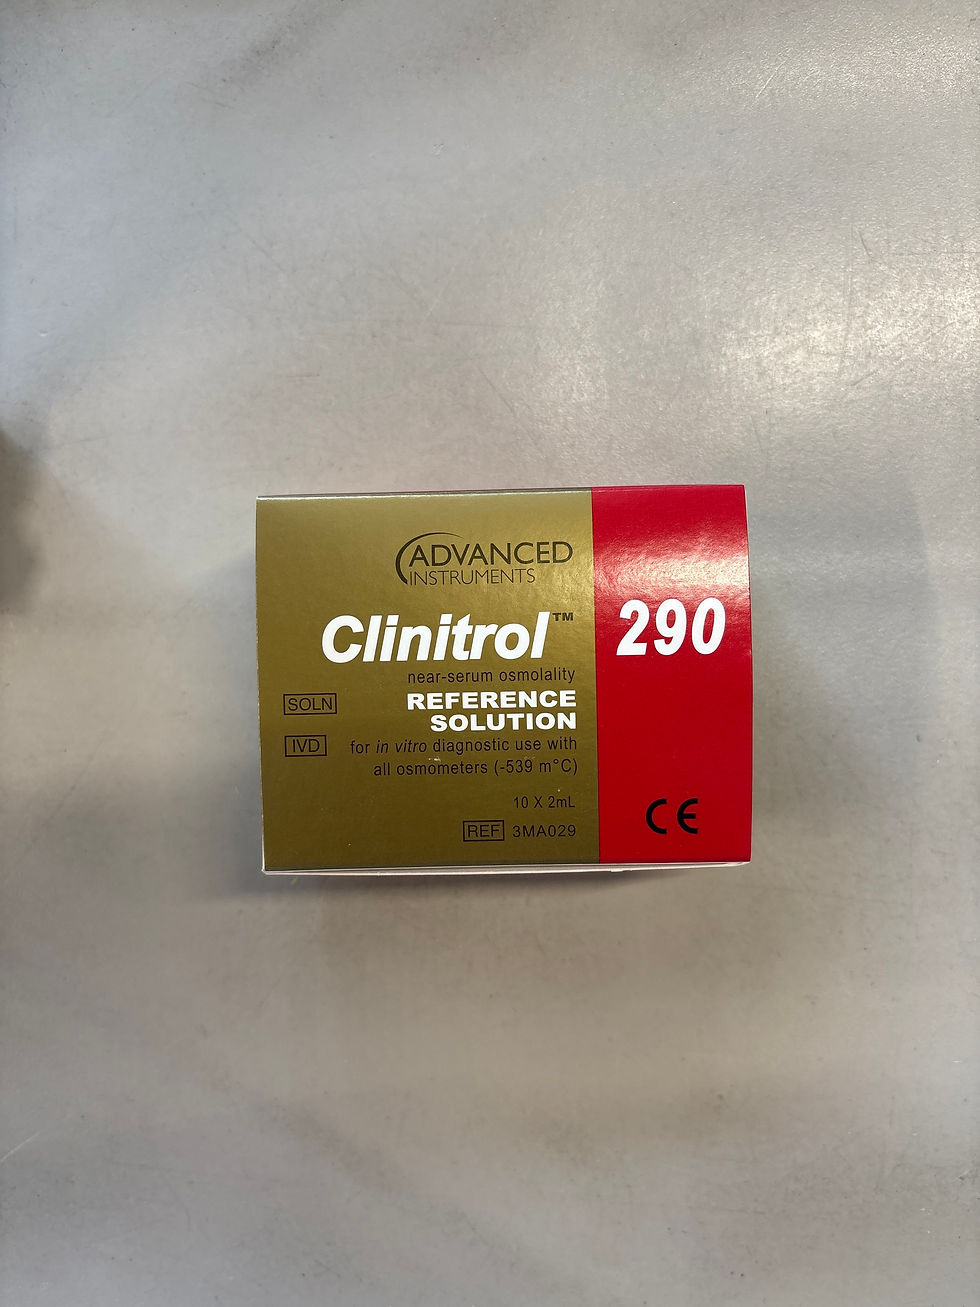 ADVANCED
INSTRUMENTS
Clinitrol™
290
near-serum osmolality
SOLN
REFERENCE
SOLUTION
IVD
for in vitro diagnostic use with
all osmometers (-539 m°C)
10 X 2mL
REF 3MA029
CE